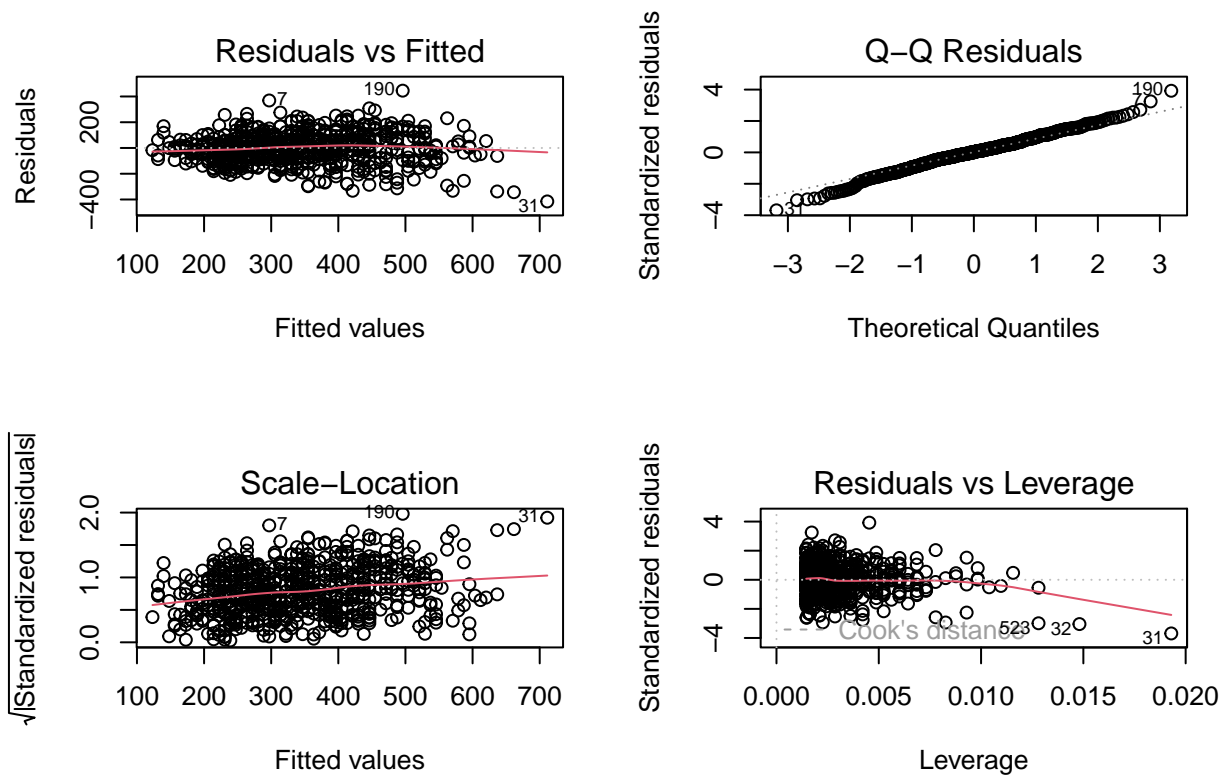 Residuals vs Fitted
Residuals
200
−400
190
7
31
100 200 300 400 500 600 700
Fitted values
Q−Q Residuals
Standardized residuals
4
0
−4
190
7
31
−3 −2 −1 0 1 2 3
Theoretical Quantiles
Scale−Location
√|Standardized residuals|
2.0
1.0
0.0
7
190
31
100 200 300 400 500 600 700
Fitted values
Residuals vs Leverage
Standardized residuals
4
0
−4
Cook's distance
523
32
31
0.000 0.005 0.010 0.015 0.020
Leverage